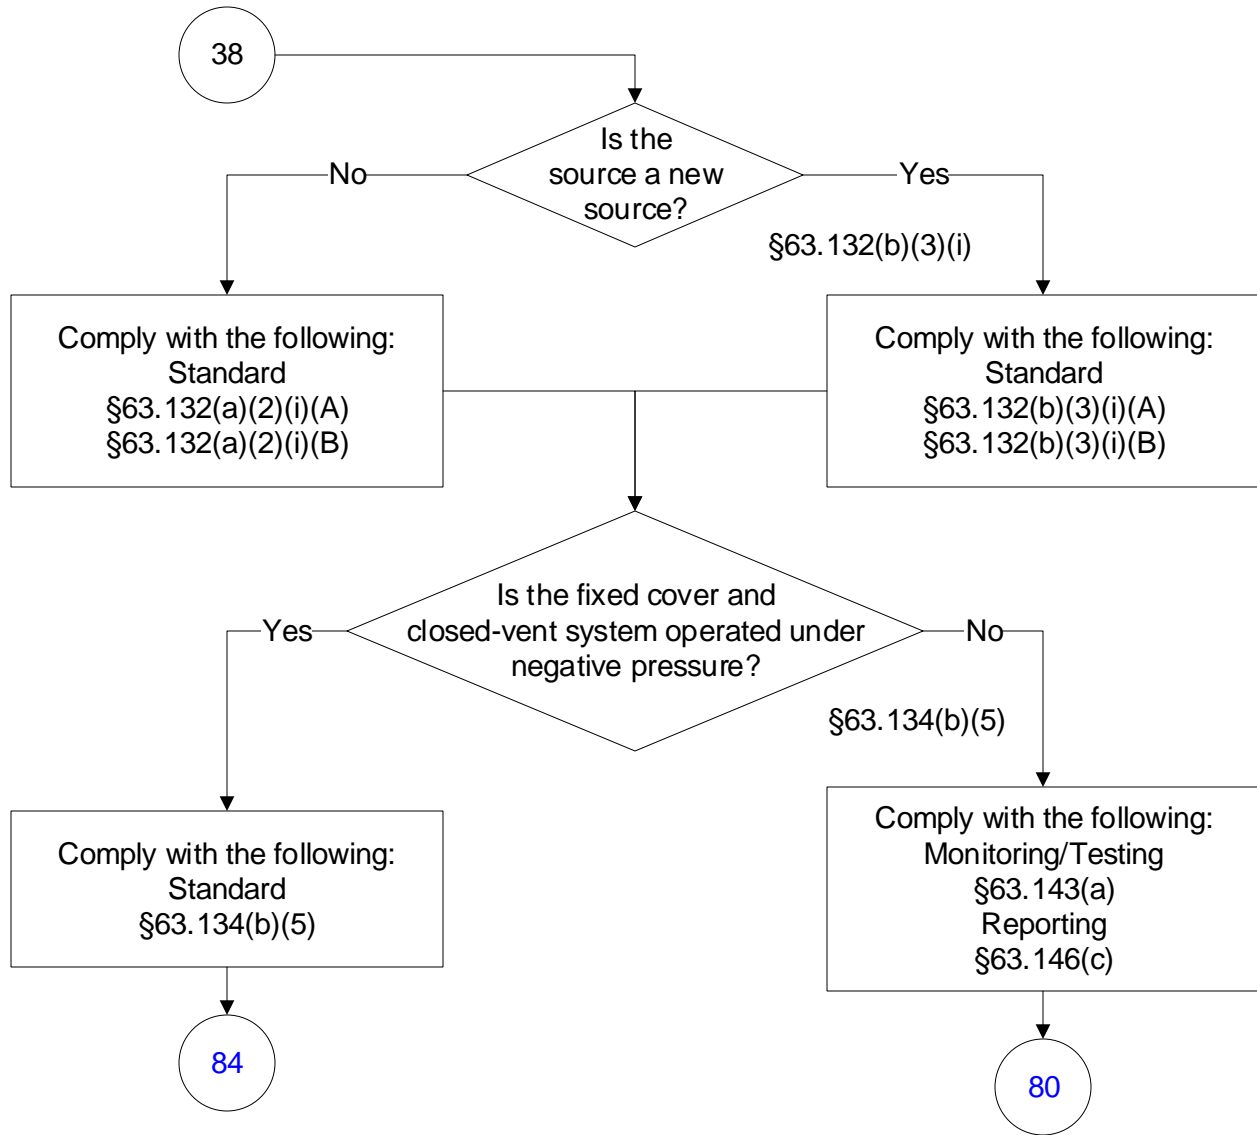 38
Is the
source a new
source?
No
Yes
§63.132(b)(3)(i)
Comply with the following:
Standard
§63.132(a)(2)(i)(A)
§63.132(a)(2)(i)(B)
Comply with the following:
Standard
§63.132(b)(3)(i)(A)
§63.132(b)(3)(i)(B)
Is the fixed cover and
closed-vent system operated under
negative pressure?
Yes
No
§63.134(b)(5)
Comply with the following:
Standard
§63.134(b)(5)
Comply with the following:
Monitoring/Testing
§63.143(a)
Reporting
§63.146(c)
84
80